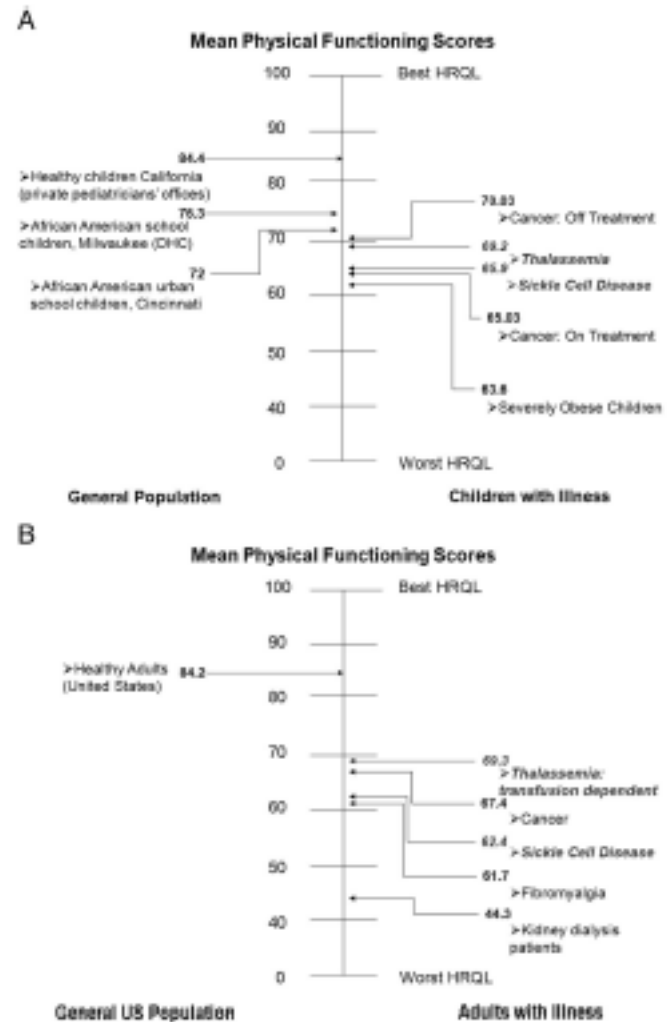 A
Mean Physical Functioning Scores
100
Best HRQL
90
84.4
➢Healthy children California
(private pediatricians' offices)
80
76.3
➢African American school
children, Milwaukee (DHC)
70
72
➢African American urban
school children, Cincinnati
60
50
40
0
Worst HRQL
70.03
➢Cancer: Off Treatment
69.2
➢Thalassemia
65.9
➢Sickle Cell Disease
65.03
➢Cancer: On Treatment
63.6
➢Severely Obese Children
General Population
Children with Illness
B
Mean Physical Functioning Scores
100
Best HRQL
90
➢Healthy Adults 84.2
(United States)
80
70
60
50
40
0
Worst HRQL
69.3
➢Thalassemia:
transfusion dependent
67.4
➢Cancer
62.4
➢Sickle Cell Disease
61.7
➢Fibromyalgia
44.3
➢Kidney dialysis
patients
General US Population
Adults with Illness